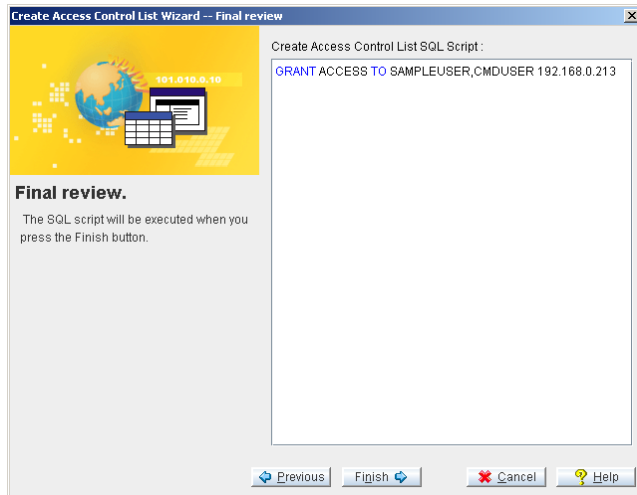 Create Access Control List Wizard -- Final review
101.010.0.10
Create Access Control List SQL Script :
GRANT ACCESS TO SAMPLEUSER,CMDUSER 192.168.0.213
Final review.
The SQL script will be executed when you
press the Finish button.
Previous
Finish
Cancel
Help